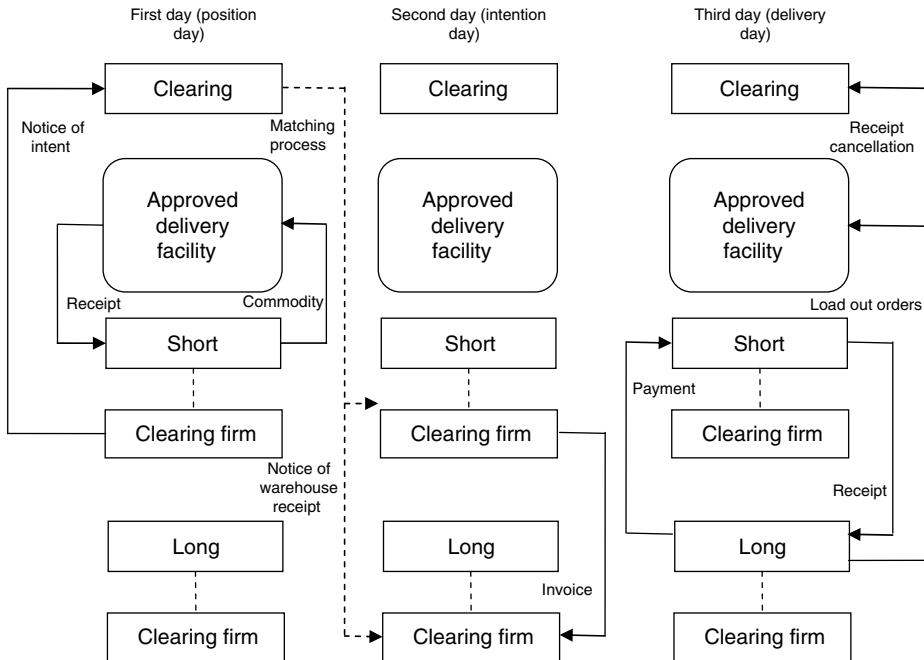 First day (position
day)
Clearing
Notice of
intent
Matching
process
Approved
delivery
facility
Receipt
Commodity
Short
Clearing firm
Notice of
warehouse
receipt
Long
Clearing firm
Second day (intention
day)
Clearing
Approved
delivery
facility
Short
Clearing firm
Long
Invoice
Clearing firm
Third day (delivery
day)
Clearing
Receipt
cancellation
Approved
delivery
facility
Load out orders
Short
Payment
Clearing firm
Receipt
Long
Clearing firm